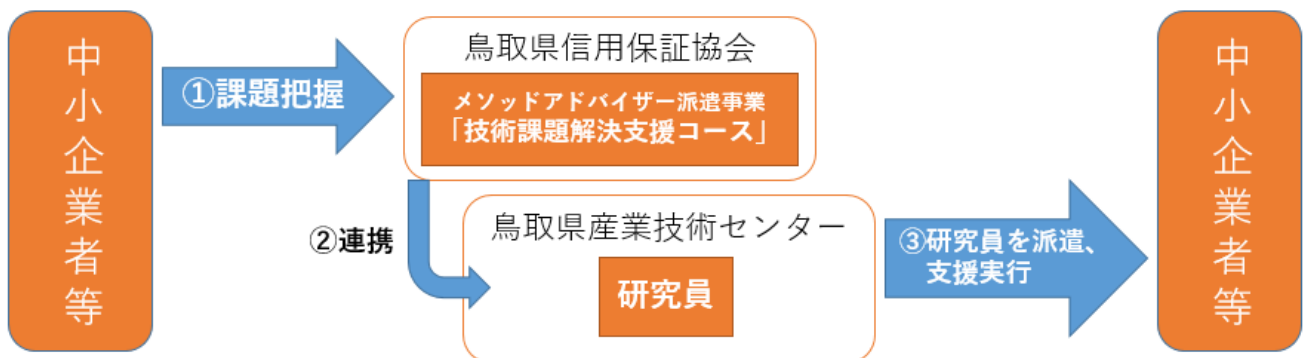 中小企業者等
①課題把握
鳥取県信用保証協会
メソッドアドバイザー派遣事業
「技術課題解決支援コース」
②連携
鳥取県産業技術センター
研究員
③研究員を派遣、
支援実行
中小企業者等